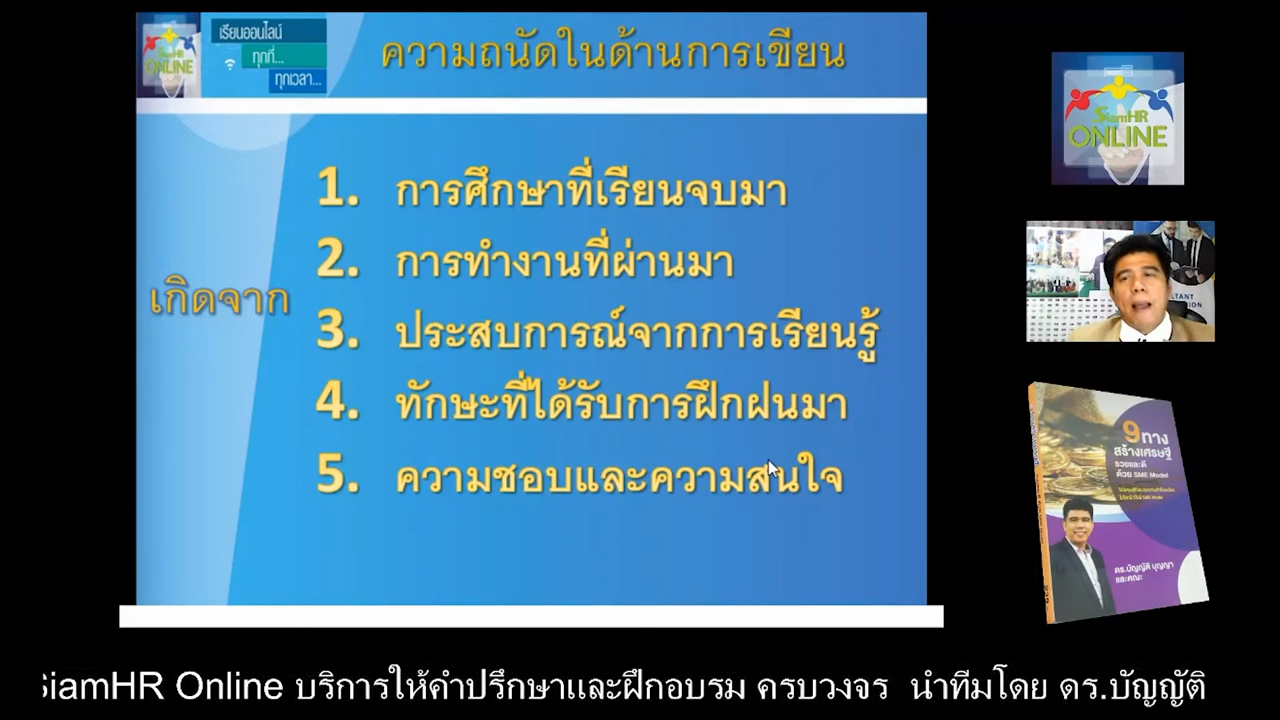 SiamHR
ONLINE
เรียนออนไลน์
ทุกที่...
ทุกเวลา...
ความถนัดในด้านการเขียน
เกิดจาก
1. การศึกษาที่เรียนจบมา
2. การทำงานที่ผ่านมา
3. ประสบการณ์จากการเรียนรู้
4. ทักษะที่ได้รับการฝึกฝนมา
5. ความชอบและความสนใจ
SiamHR
ONLINE
9ทาง
สร้างเศรษฐี
รวยและดี
ด้วย SME Model
ดร.บัญญัติ บุญญา
และคณะ
SiamHR Online บริการให้คำปรึกษาและฝึกอบรม ครบวงจร นำทีมโดย ดร.บัญญัติ